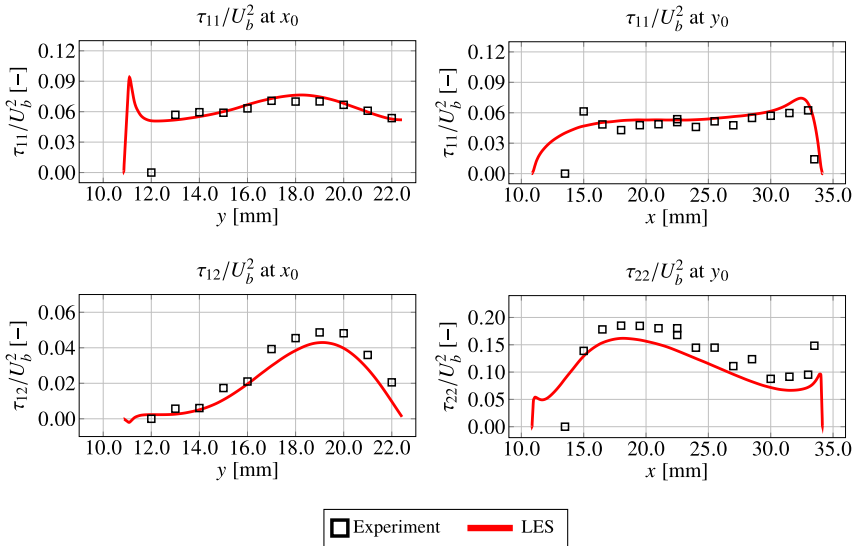 τ11/U_b^2 at x0
0.12
0.09
0.06
0.03
0.00
τ11/U_b^2 [−]
10.0 12.0 14.0 16.0 18.0 20.0 22.0
y [mm]
τ11/U_b^2 at y0
0.12
0.09
0.06
0.03
0.00
τ11/U_b^2 [−]
10.0 15.0 20.0 25.0 30.0 35.0
x [mm]
τ12/U_b^2 at x0
0.06
0.04
0.02
0.00
τ12/U_b^2 [−]
10.0 12.0 14.0 16.0 18.0 20.0 22.0
y [mm]
τ22/U_b^2 at y0
0.20
0.15
0.10
0.05
0.00
τ22/U_b^2 [−]
10.0 15.0 20.0 25.0 30.0 35.0
x [mm]
Experiment LES